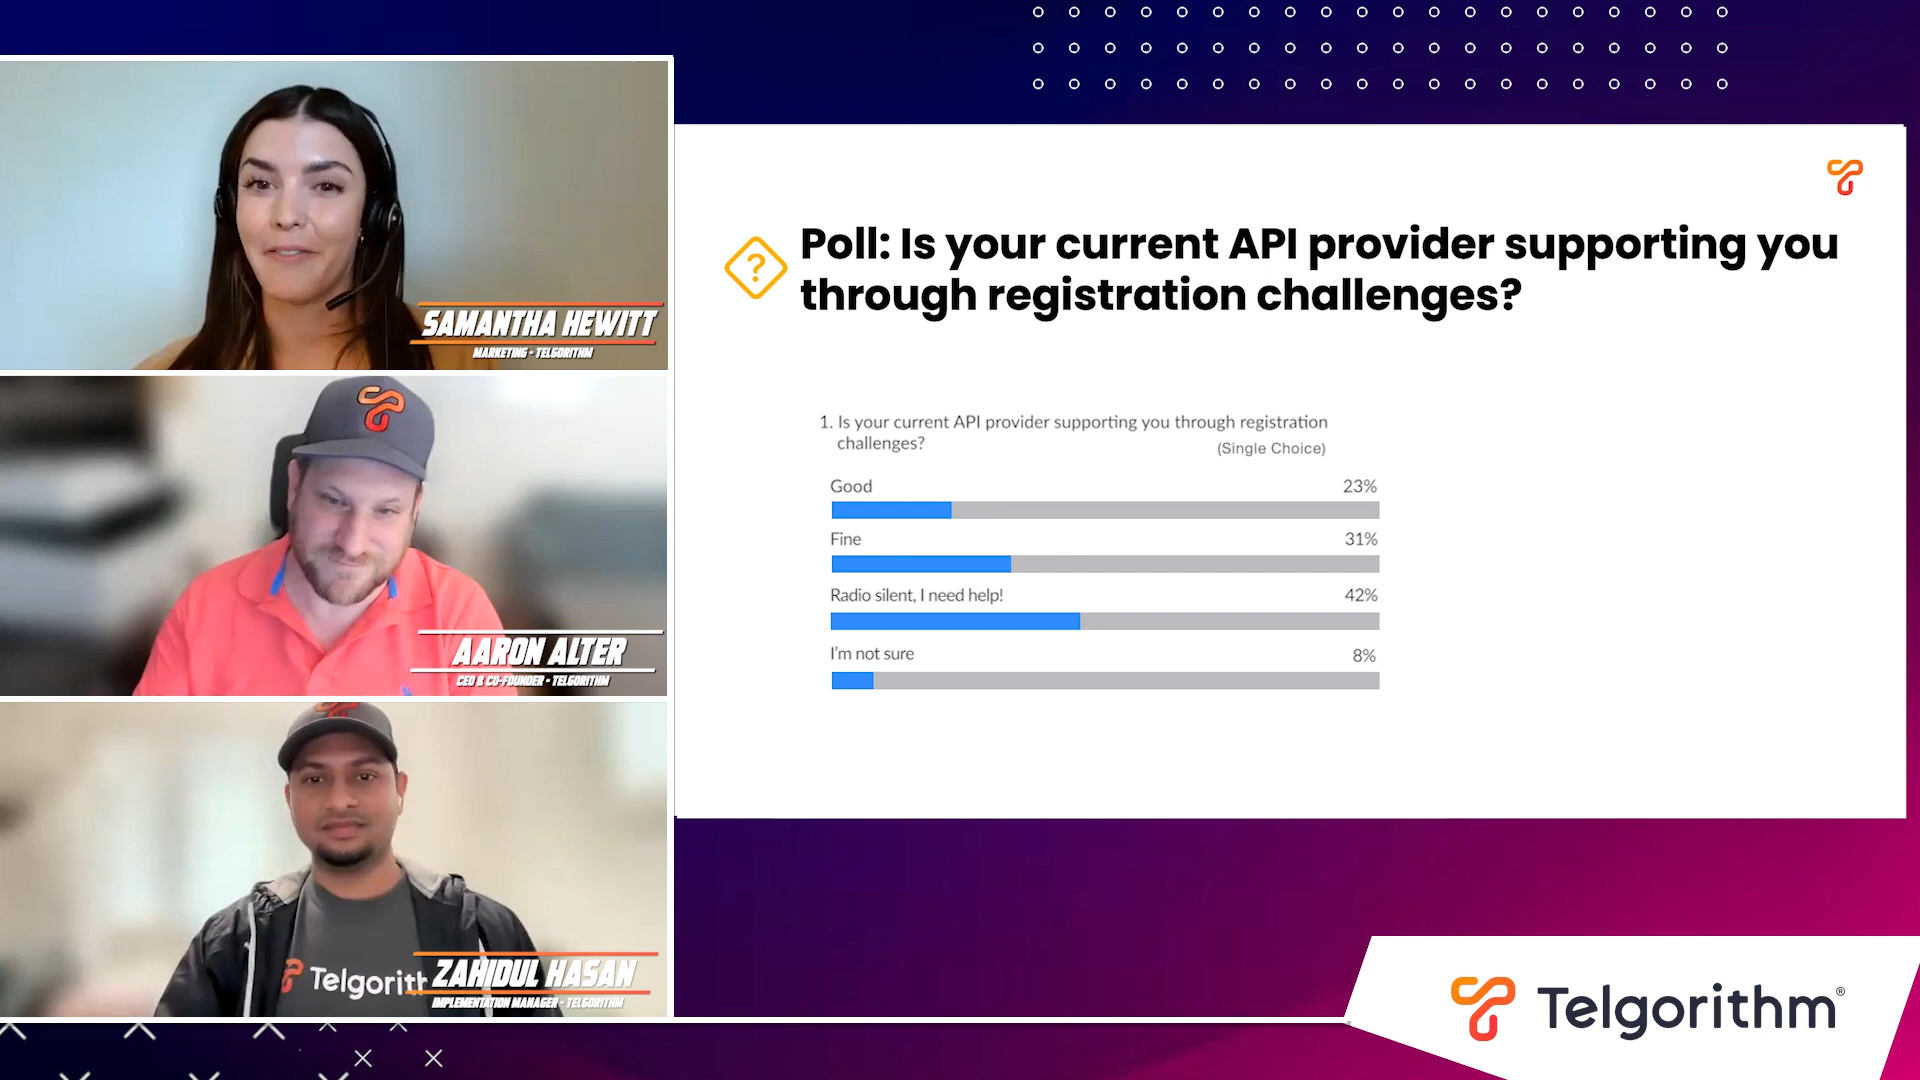 SAMANTHA HEWITT
MARKETING - TELGORITHM
AARON ALTER
CEO & CO-FOUNDER - TELGORITHM
Telgorith
ZAHIDUL HASAN
IMPLEMENTATION MANAGER - TELGORITHM
?
Poll: Is your current API provider supporting you
through registration challenges?
1. Is your current API provider supporting you through registration
challenges?
(Single Choice)
Good 23%
Fine 31%
Radio silent, I need help! 42%
I'm not sure 8%
Telgorithm®